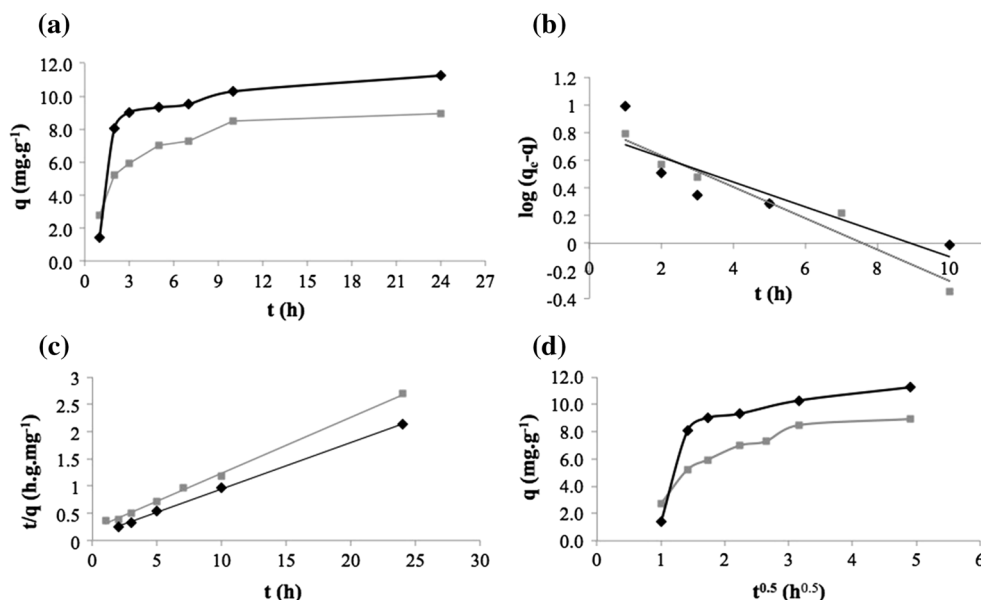 (a)
12.0
10.0
8.0
6.0
4.0
2.0
0.0
q (mg.g⁻¹)
0 3 6 9 12 15 18 21 24 27
t (h)
(b)
1.2
1
0.8
0.6
0.4
0.2
0
-0.2
-0.4
log (qₑ-q)
0 2 4 6 8 10
t (h)
(c)
3
2.5
2
1.5
1
0.5
0
t/q (h.g.mg⁻¹)
0 5 10 15 20 25 30
t (h)
(d)
12.0
10.0
8.0
6.0
4.0
2.0
0.0
q (mg.g⁻¹)
0 1 2 3 4 5 6
t⁰·⁵ (h⁰·⁵)